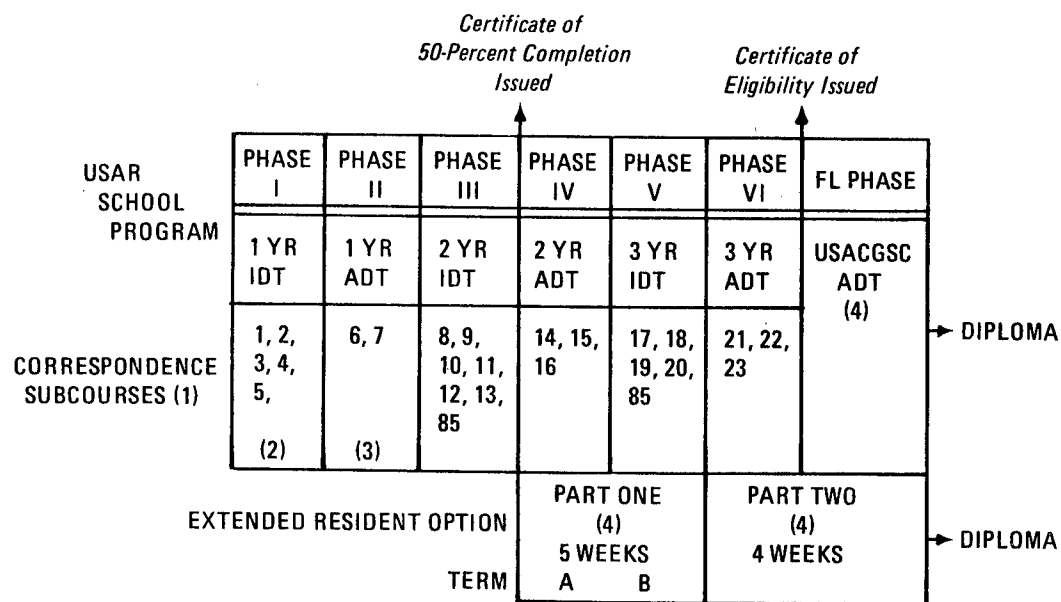 Certificate of
50-Percent Completion
Issued
Certificate of
Eligibility Issued
USAR
SCHOOL
PROGRAM
PHASE
I
PHASE
II
PHASE
III
PHASE
IV
PHASE
V
PHASE
VI
FL PHASE
1 YR
IDT
1 YR
ADT
2 YR
IDT
2 YR
ADT
3 YR
IDT
3 YR
ADT
USACGSC
ADT
(4)
CORRESPONDENCE
SUBCOURSES (1)
1, 2,
3, 4,
5,
(2)
6, 7
(3)
8, 9,
10, 11,
12, 13,
85
14, 15,
16
17, 18,
19, 20,
85
21, 22,
23
DIPLOMA
EXTENDED RESIDENT OPTION
TERM
PART ONE
(4)
5 WEEKS
A B
PART TWO
(4)
4 WEEKS
DIPLOMA